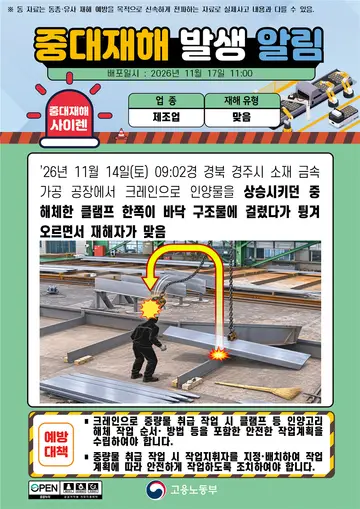 ※ 동 자료는 동종·유사 재해 예방을 목적으로 신속하게 전파하는 자료로 실제사고 내용과 다를 수 있음.
중대재해 발생 알림
배포일시 : 2026년 11월 17일 11:00
중대재해
사이렌
업 종
재해 유형
제조업
맞음
'26년 11월 14일(토) 09:02경 경북 경주시 소재 금속
가공 공장에서 크레인으로 인양물을 상승시키던 중
해체한 클램프 한쪽이 바닥 구조물에 걸렸다가 튕겨
오르면서 재해자가 맞음
예방
대책
▪ 크레인으로 중량물 취급 작업 시 클램프 등 인양고리
해체 작업 순서·방법 등을 포함한 안전한 작업계획을
수립하여야 합니다.
▪ 중량물 취급 작업 시 작업지휘자를 지정·배치하여 작업
계획에 따라 안전하게 작업하도록 조치하여야 합니다.
OPEN
고용노동부